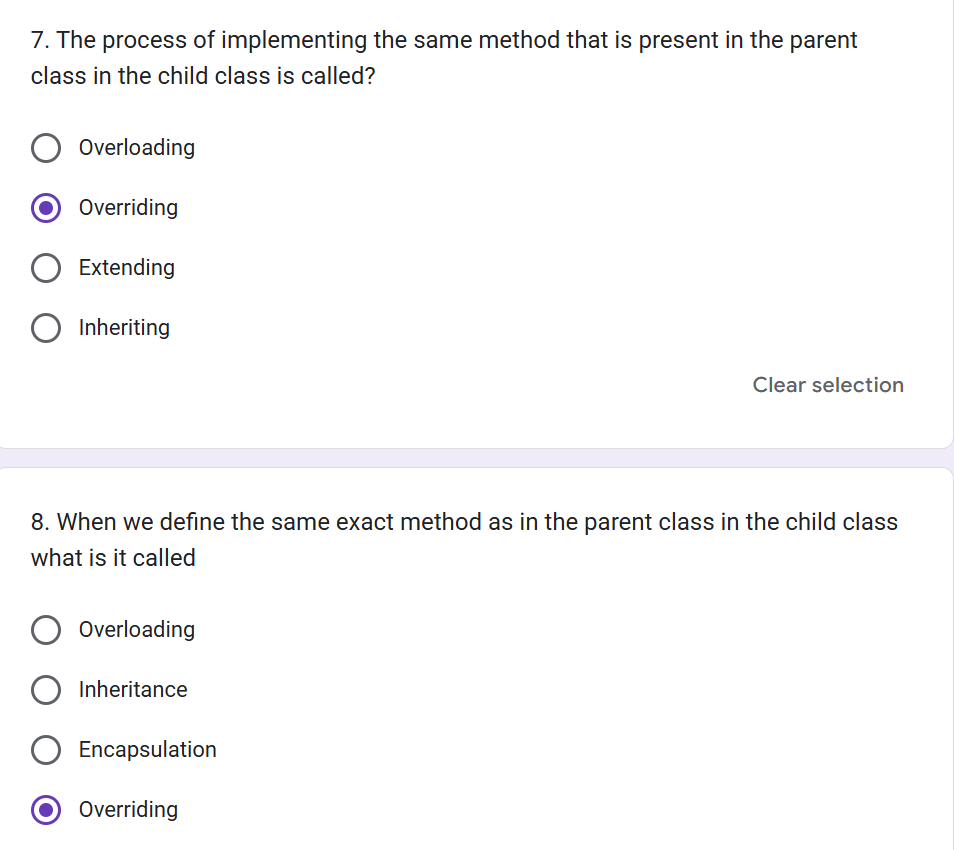 7. The process of implementing the same method that is present in the parent
class in the child class is called?
Overloading
Overriding
Extending
Inheriting
Clear selection
8. When we define the same exact method as in the parent class in the child class
what is it called
Overloading
Inheritance
Encapsulation
Overriding